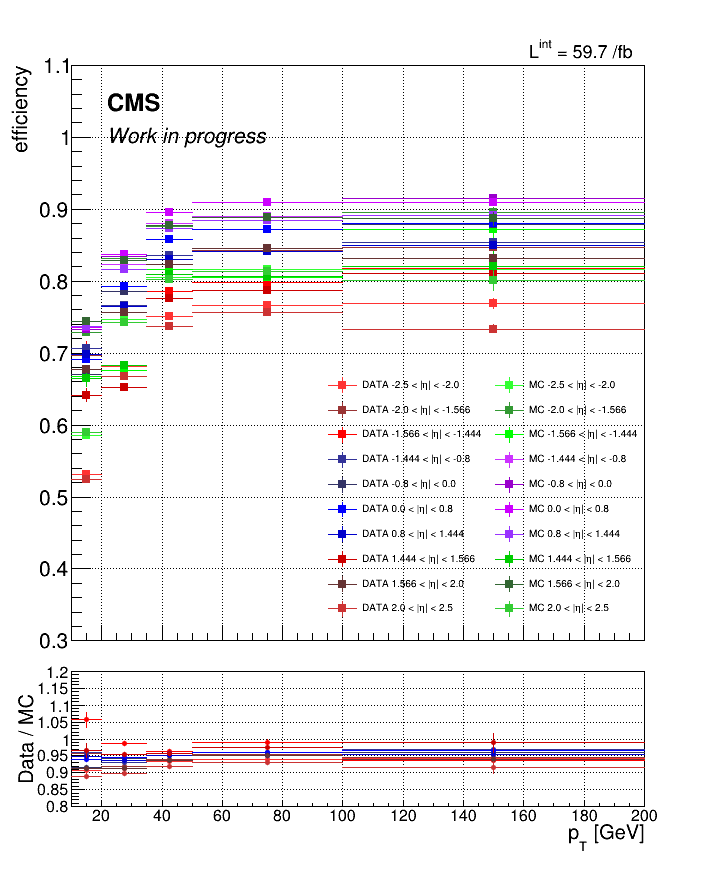 L^int = 59.7 /fb
efficiency
1.1
CMS
Work in progress
1
0.9
0.8
0.7
0.6
0.5
0.4
0.3
DATA -2.5 < |η| < -2.0 MC -2.5 < |η| < -2.0
DATA -2.0 < |η| < -1.566 MC -2.0 < |η| < -1.566
DATA -1.566 < |η| < -1.444 MC -1.566 < |η| < -1.444
DATA -1.444 < |η| < -0.8 MC -1.444 < |η| < -0.8
DATA -0.8 < |η| < 0.0 MC -0.8 < |η| < 0.0
DATA 0.0 < |η| < 0.8 MC 0.0 < |η| < 0.8
DATA 0.8 < |η| < 1.444 MC 0.8 < |η| < 1.444
DATA 1.444 < |η| < 1.566 MC 1.444 < |η| < 1.566
DATA 1.566 < |η| < 2.0 MC 1.566 < |η| < 2.0
DATA 2.0 < |η| < 2.5 MC 2.0 < |η| < 2.5
Data / MC
1.2
1.15
1.1
1.05
1
0.95
0.9
0.85
0.8
20 40 60 80 100 120 140 160 180 200
p_T [GeV]